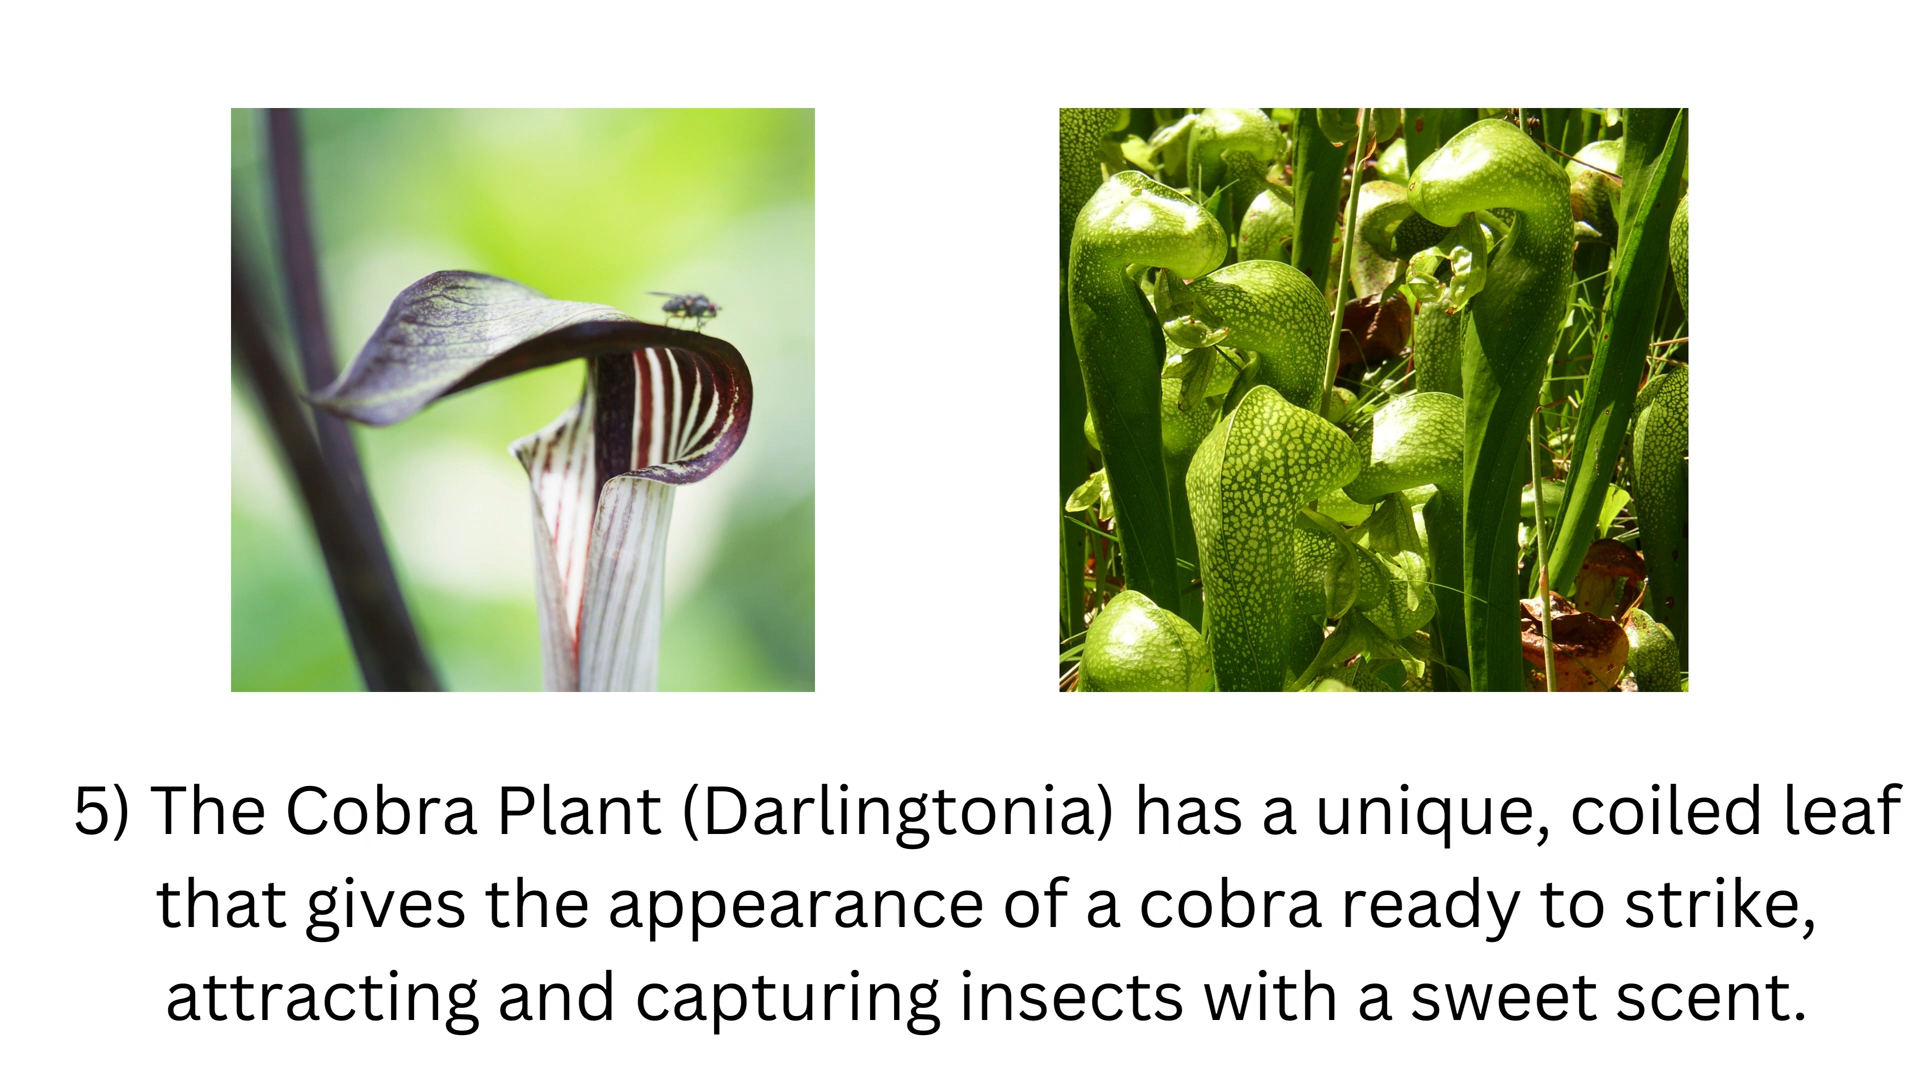 5) The Cobra Plant (Darlingtonia) has a unique, coiled leaf
that gives the appearance of a cobra ready to strike,
attracting and capturing insects with a sweet scent.